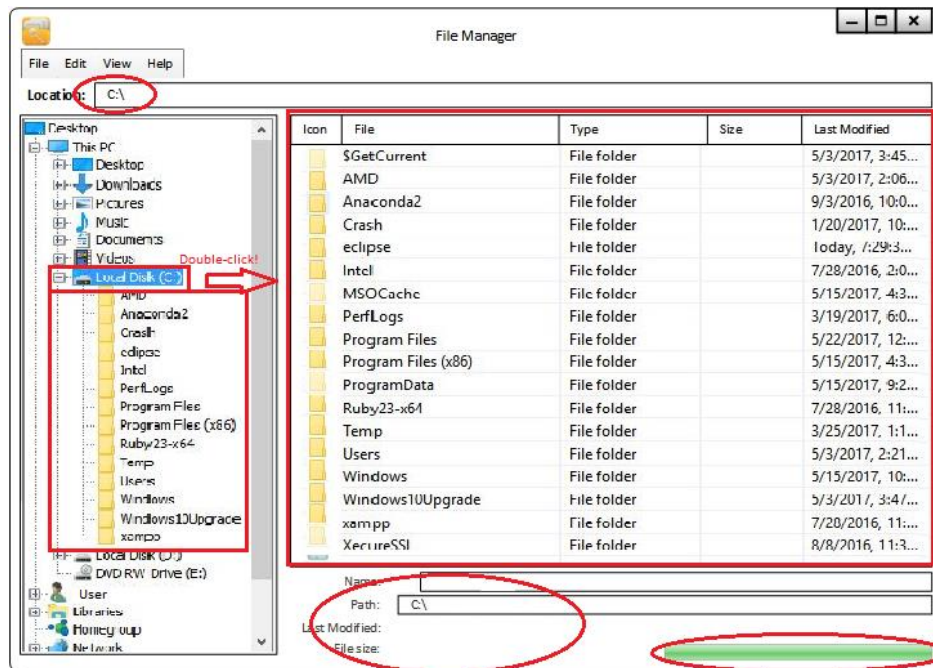 File Manager
File Edit View Help
Location: C:\
Desktop
This PC
Desktop
Downloads
Pictures
Music
Documents
Videos
Double-click!
Local Disk (C:)
AMD
Anaconda2
Crash
eclipse
Intel
PerfLogs
Program Files
Program Files (x86)
Ruby23-x64
Temp
Users
Windows
Windows10Upgrade
xampp
Local Disk (D:)
DVD RW Drive (E:)
User
Libraries
Homegroup
Network
Icon File Type Size Last Modified
$GetCurrent File folder 5/3/2017, 3:45...
AMD File folder 5/3/2017, 2:06...
Anaconda2 File folder 9/3/2016, 10:0...
Crash File folder 1/20/2017, 10:...
eclipse File folder Today, 7:29:3...
Intel File folder 7/28/2016, 2:0...
MSOCache File folder 5/15/2017, 4:3...
PerfLogs File folder 3/19/2017, 6:0...
Program Files File folder 5/22/2017, 12:...
Program Files (x86) File folder 5/15/2017, 4:3...
ProgramData File folder 5/15/2017, 9:2...
Ruby23-x64 File folder 7/28/2016, 11:...
Temp File folder 3/25/2017, 1:1...
Users File folder 5/3/2017, 2:21...
Windows File folder 5/15/2017, 10:...
Windows10Upgrade File folder 5/3/2017, 3:47...
xampp File folder 7/28/2016, 11:...
XecureSSL File folder 8/8/2016, 11:3...
Name:
Path: C:\
Last Modified:
File size: